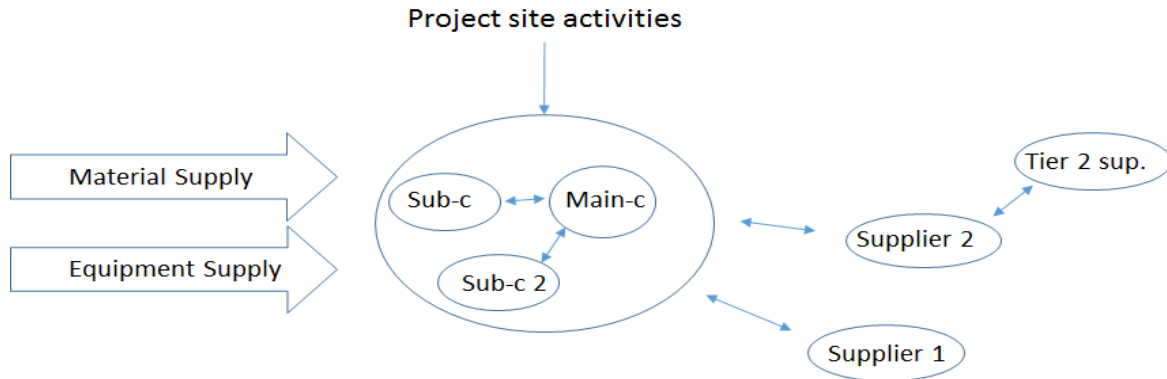 Project site activities
Material Supply
Equipment Supply
Sub-c
Main-c
Sub-c 2
Tier 2 sup.
Supplier 2
Supplier 1